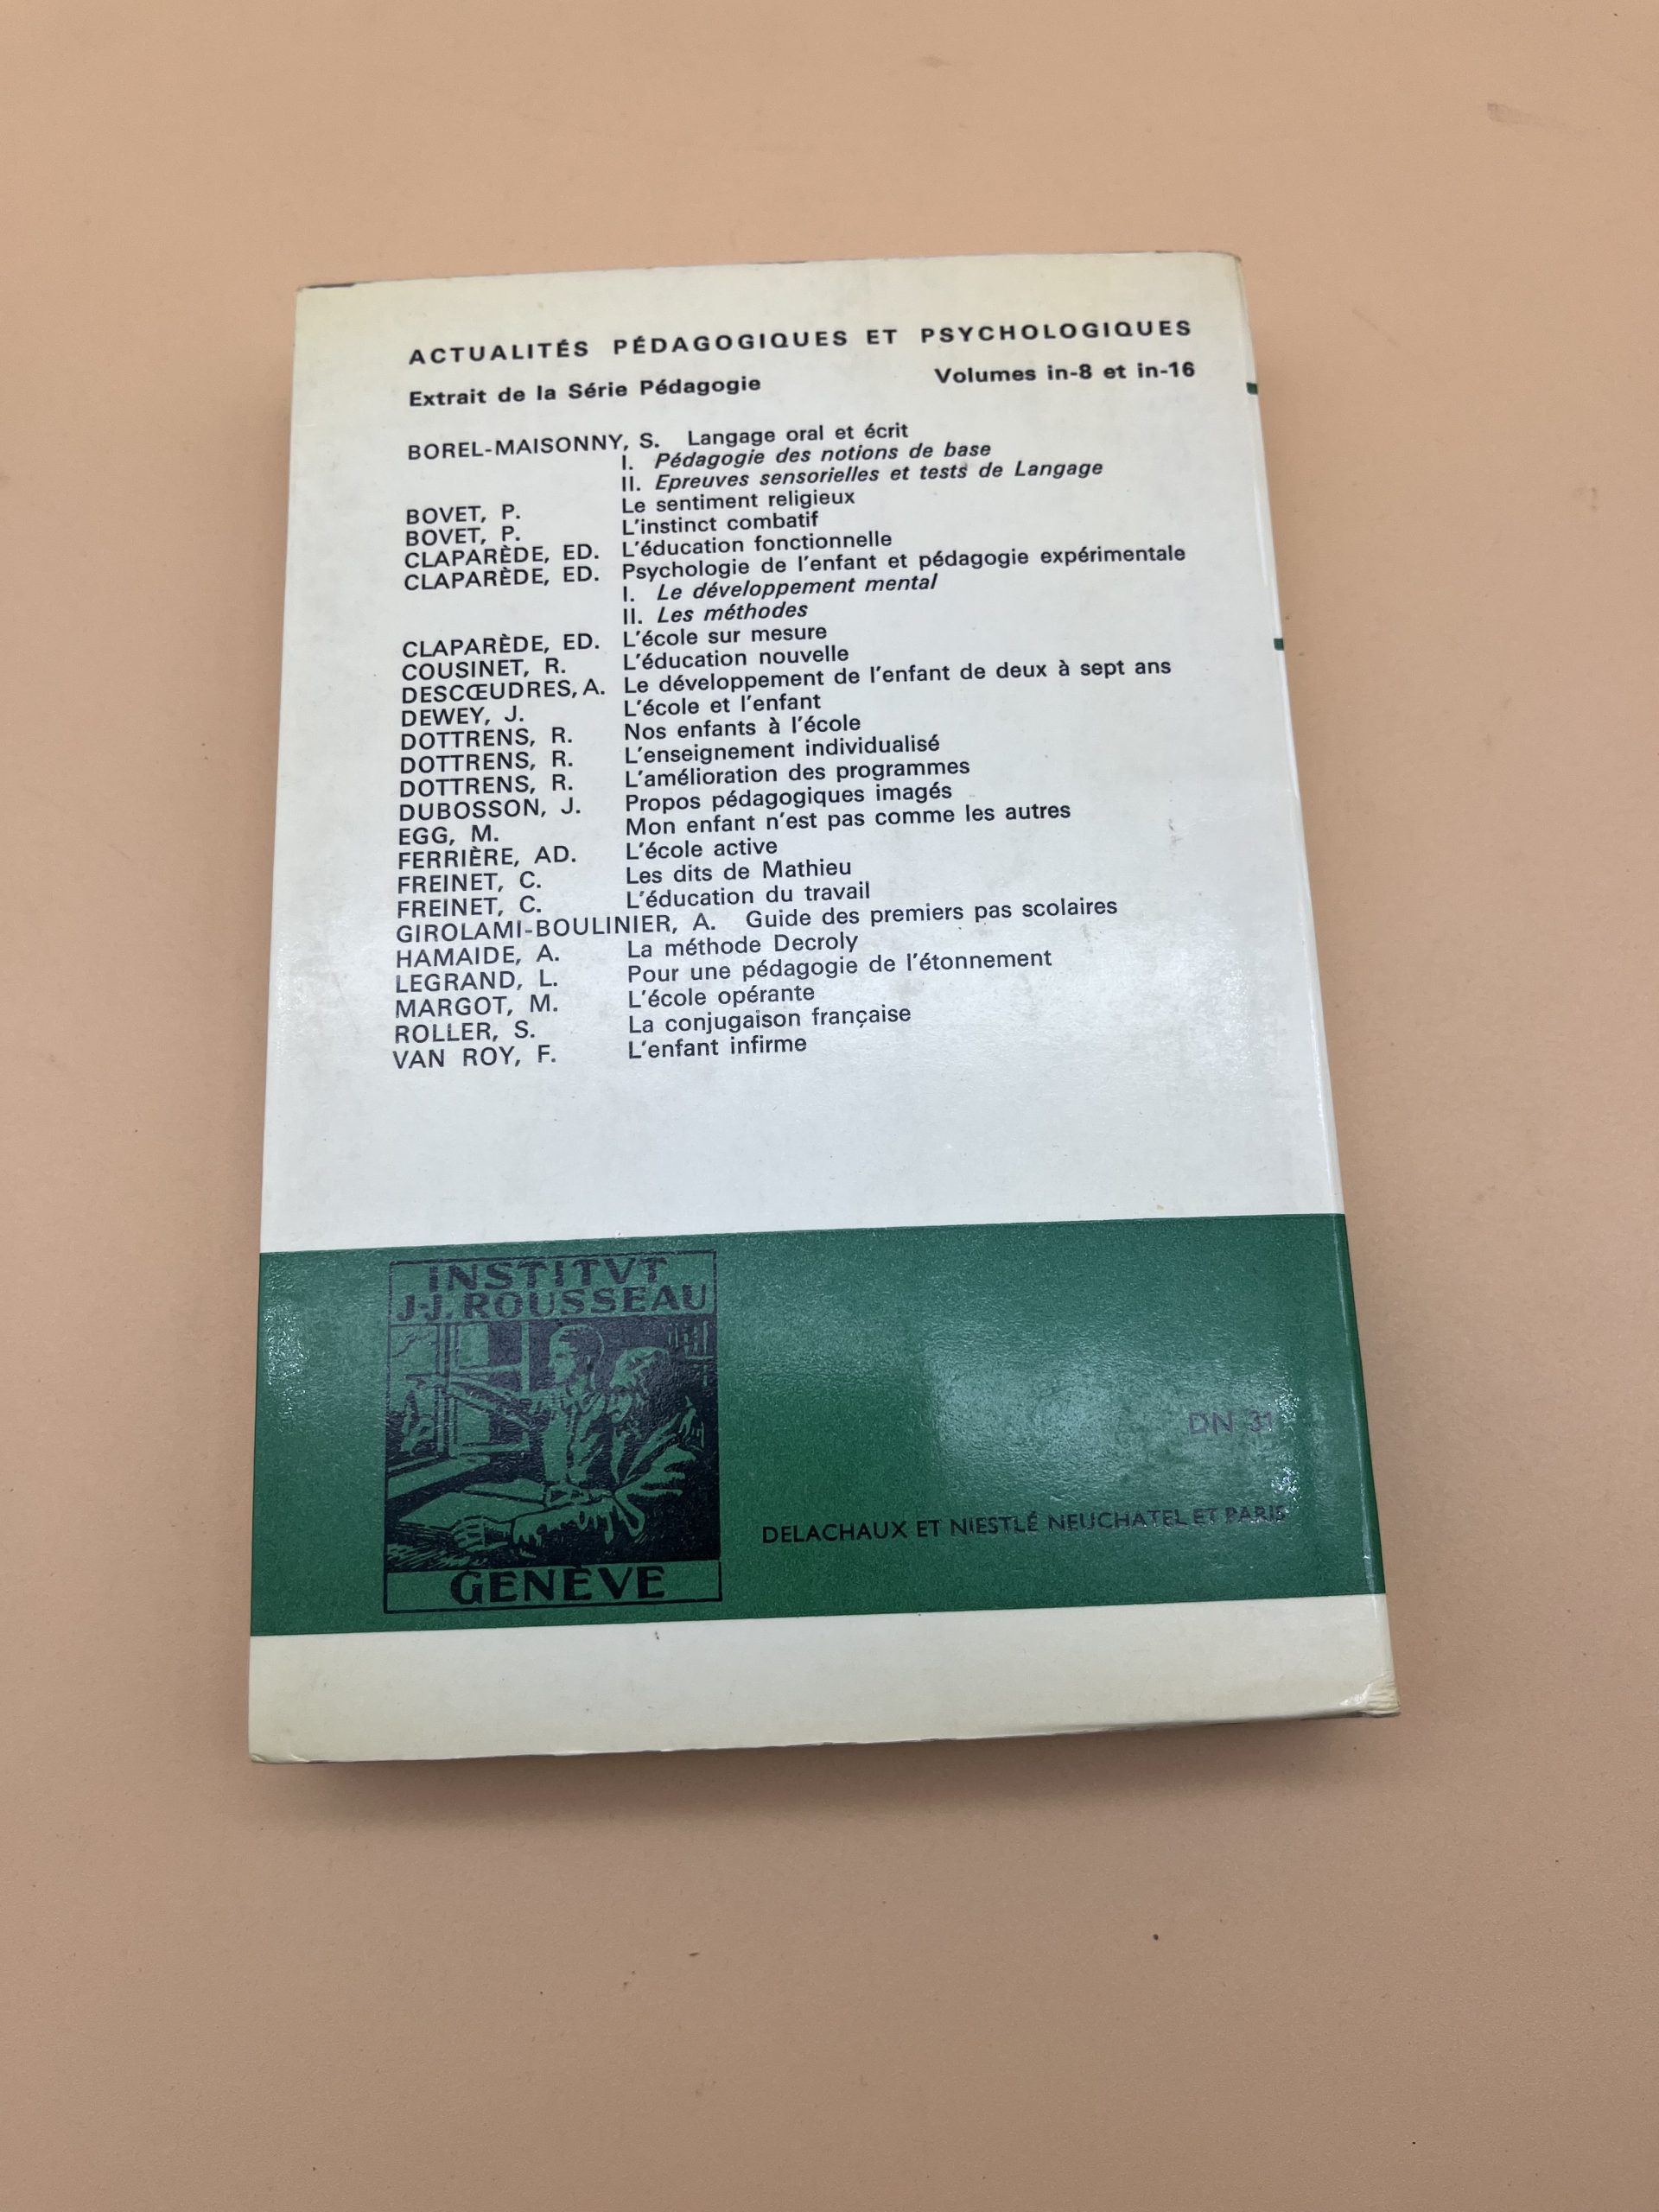 ACTUALITÉS PÉDAGOGIQUES ET PSYCHOLOGIQUES
Extrait de la Série Pédagogie Volumes in-8 et in-16
BOREL-MAISONNY, S. Langage oral et écrit
I. Pédagogie des notions de base
II. Epreuves sensorielles et tests de Langage
BOVET, P. Le sentiment religieux
BOVET, P. L'instinct combatif
CLAPARÈDE, ED. L'éducation fonctionnelle
CLAPARÈDE, ED. Psychologie de l'enfant et pédagogie expérimentale
I. Le développement mental
II. Les méthodes
CLAPARÈDE, ED. L'école sur mesure
COUSINET, R. L'éducation nouvelle
DESCŒUDRES, A. Le développement de l'enfant de deux à sept ans
DEWEY, J. L'école et l'enfant
DOTTRENS, R. Nos enfants à l'école
DOTTRENS, R. L'enseignement individualisé
DOTTRENS, R. L'amélioration des programmes
DUBOSSON, J. Propos pédagogiques imagés
EGG, M. Mon enfant n'est pas comme les autres
FERRIÈRE, AD. L'école active
FREINET, C. Les dits de Mathieu
FREINET, C. L'éducation du travail
GIROLAMI-BOULINIER, A. Guide des premiers pas scolaires
HAMAIDE, A. La méthode Decroly
LEGRAND, L. Pour une pédagogie de l'étonnement
MARGOT, M. L'école opérante
ROLLER, S. La conjugaison française
VAN ROY, F. L'enfant infirme
INSTITVT
J-J. ROUSSEAU
GENÈVE
DN 31
DELACHAUX ET NIESTLÉ NEUCHATEL ET PARIS